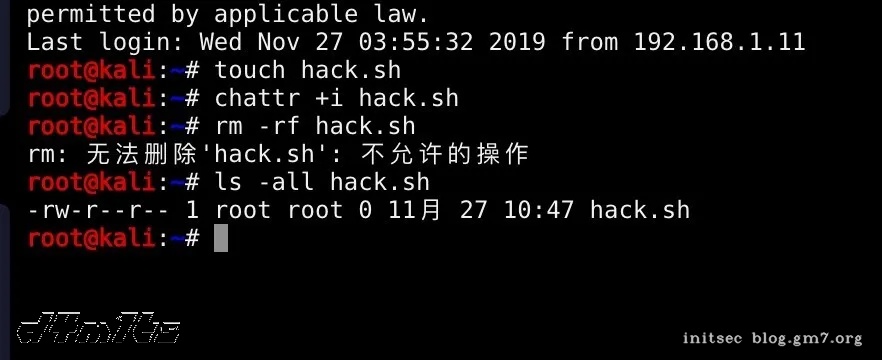 permitted by applicable law.
Last login: Wed Nov 27 03:55:32 2019 from 192.168.1.11
root@kali:~# touch hack.sh
root@kali:~# chattr +i hack.sh
root@kali:~# rm -rf hack.sh
rm: 无法删除'hack.sh': 不允许的操作
root@kali:~# ls -all hack.sh
-rw-r--r-- 1 root root 0 11月 27 10:47 hack.sh
root@kali:~#
initsec blog.gm7.org